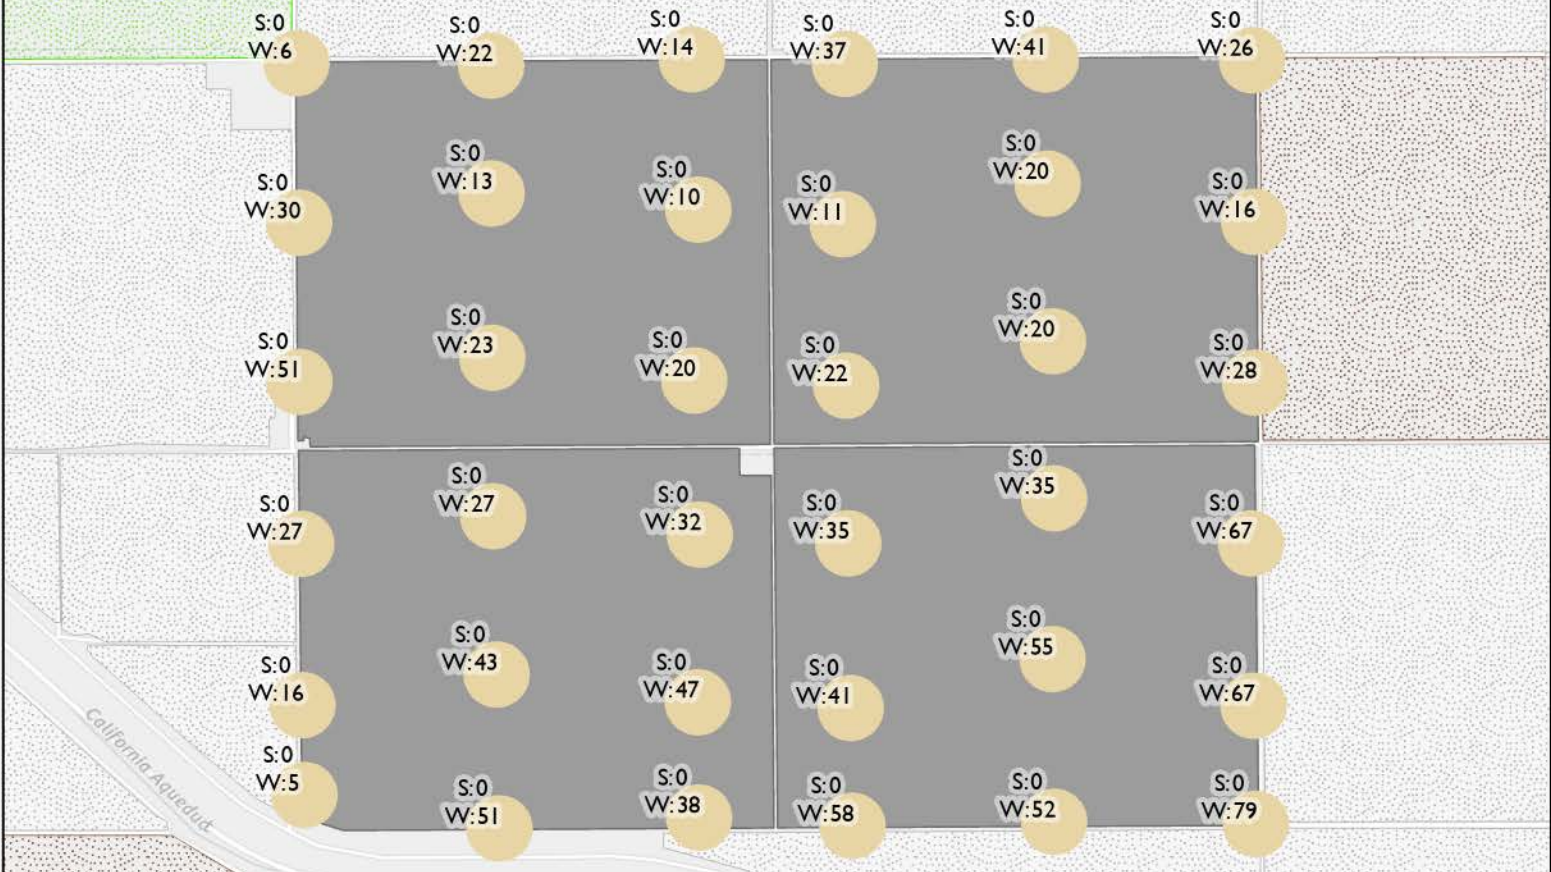 S:0
W:6
S:0
W:22
S:0
W:14
S:0
W:37
S:0
W:41
S:0
W:26
S:0
W:30
S:0
W:13
S:0
W:10
S:0
W:11
S:0
W:20
S:0
W:16
S:0
W:51
S:0
W:23
S:0
W:20
S:0
W:22
S:0
W:20
S:0
W:28
S:0
W:27
S:0
W:27
S:0
W:32
S:0
W:35
S:0
W:35
S:0
W:67
S:0
W:16
S:0
W:43
S:0
W:47
S:0
W:41
S:0
W:55
S:0
W:67
S:0
W:5
S:0
W:51
S:0
W:38
S:0
W:58
S:0
W:52
S:0
W:79
California Aqueduct